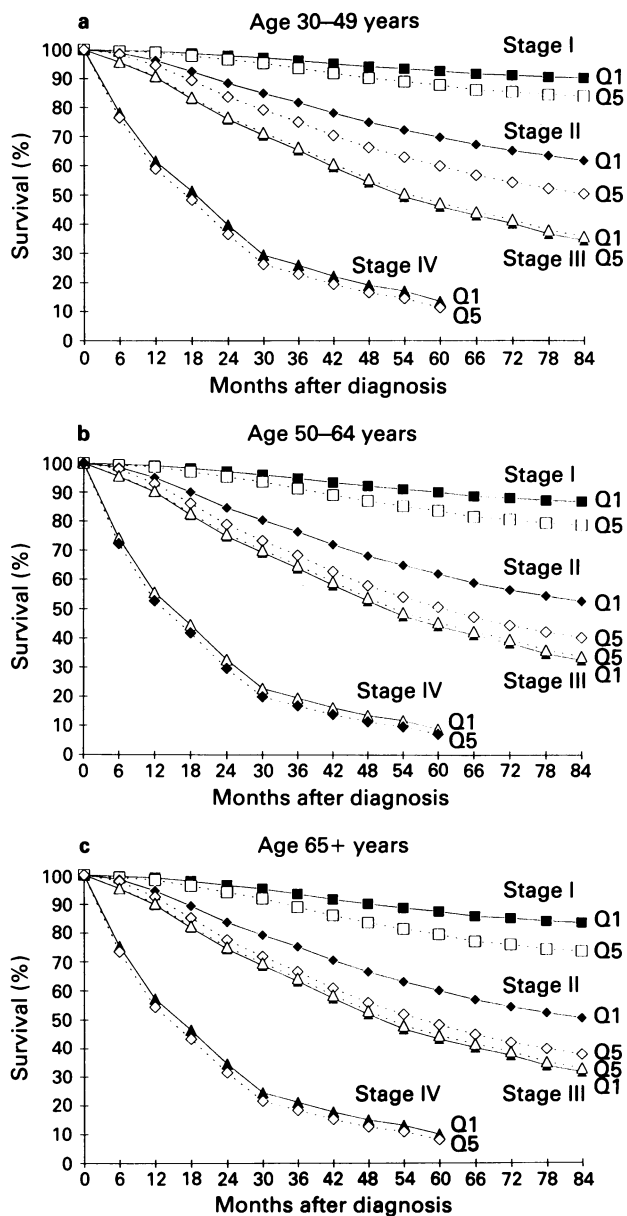 a Age 30–49 years
Survival (%)
100
90
80
70
60
50
40
30
20
10
0
Stage I
Q1
Q5
Stage II
Q1
Q5
Q1
Stage III Q5
Stage IV
Q1
Q5
0 6 12 18 24 30 36 42 48 54 60 66 72 78 84
Months after diagnosis
b Age 50–64 years
Survival (%)
100
90
80
70
60
50
40
30
20
10
0
Stage I
Q1
Q5
Stage II
Q1
Q5
Q5
Stage III Q1
Stage IV
Q1
Q5
0 6 12 18 24 30 36 42 48 54 60 66 72 78 84
Months after diagnosis
c Age 65+ years
Survival (%)
100
90
80
70
60
50
40
30
20
10
0
Stage I
Q1
Q5
Stage II
Q1
Q5
Q5
Stage III Q1
Stage IV
Q1
Q5
0 6 12 18 24 30 36 42 48 54 60 66 72 78 84
Months after diagnosis